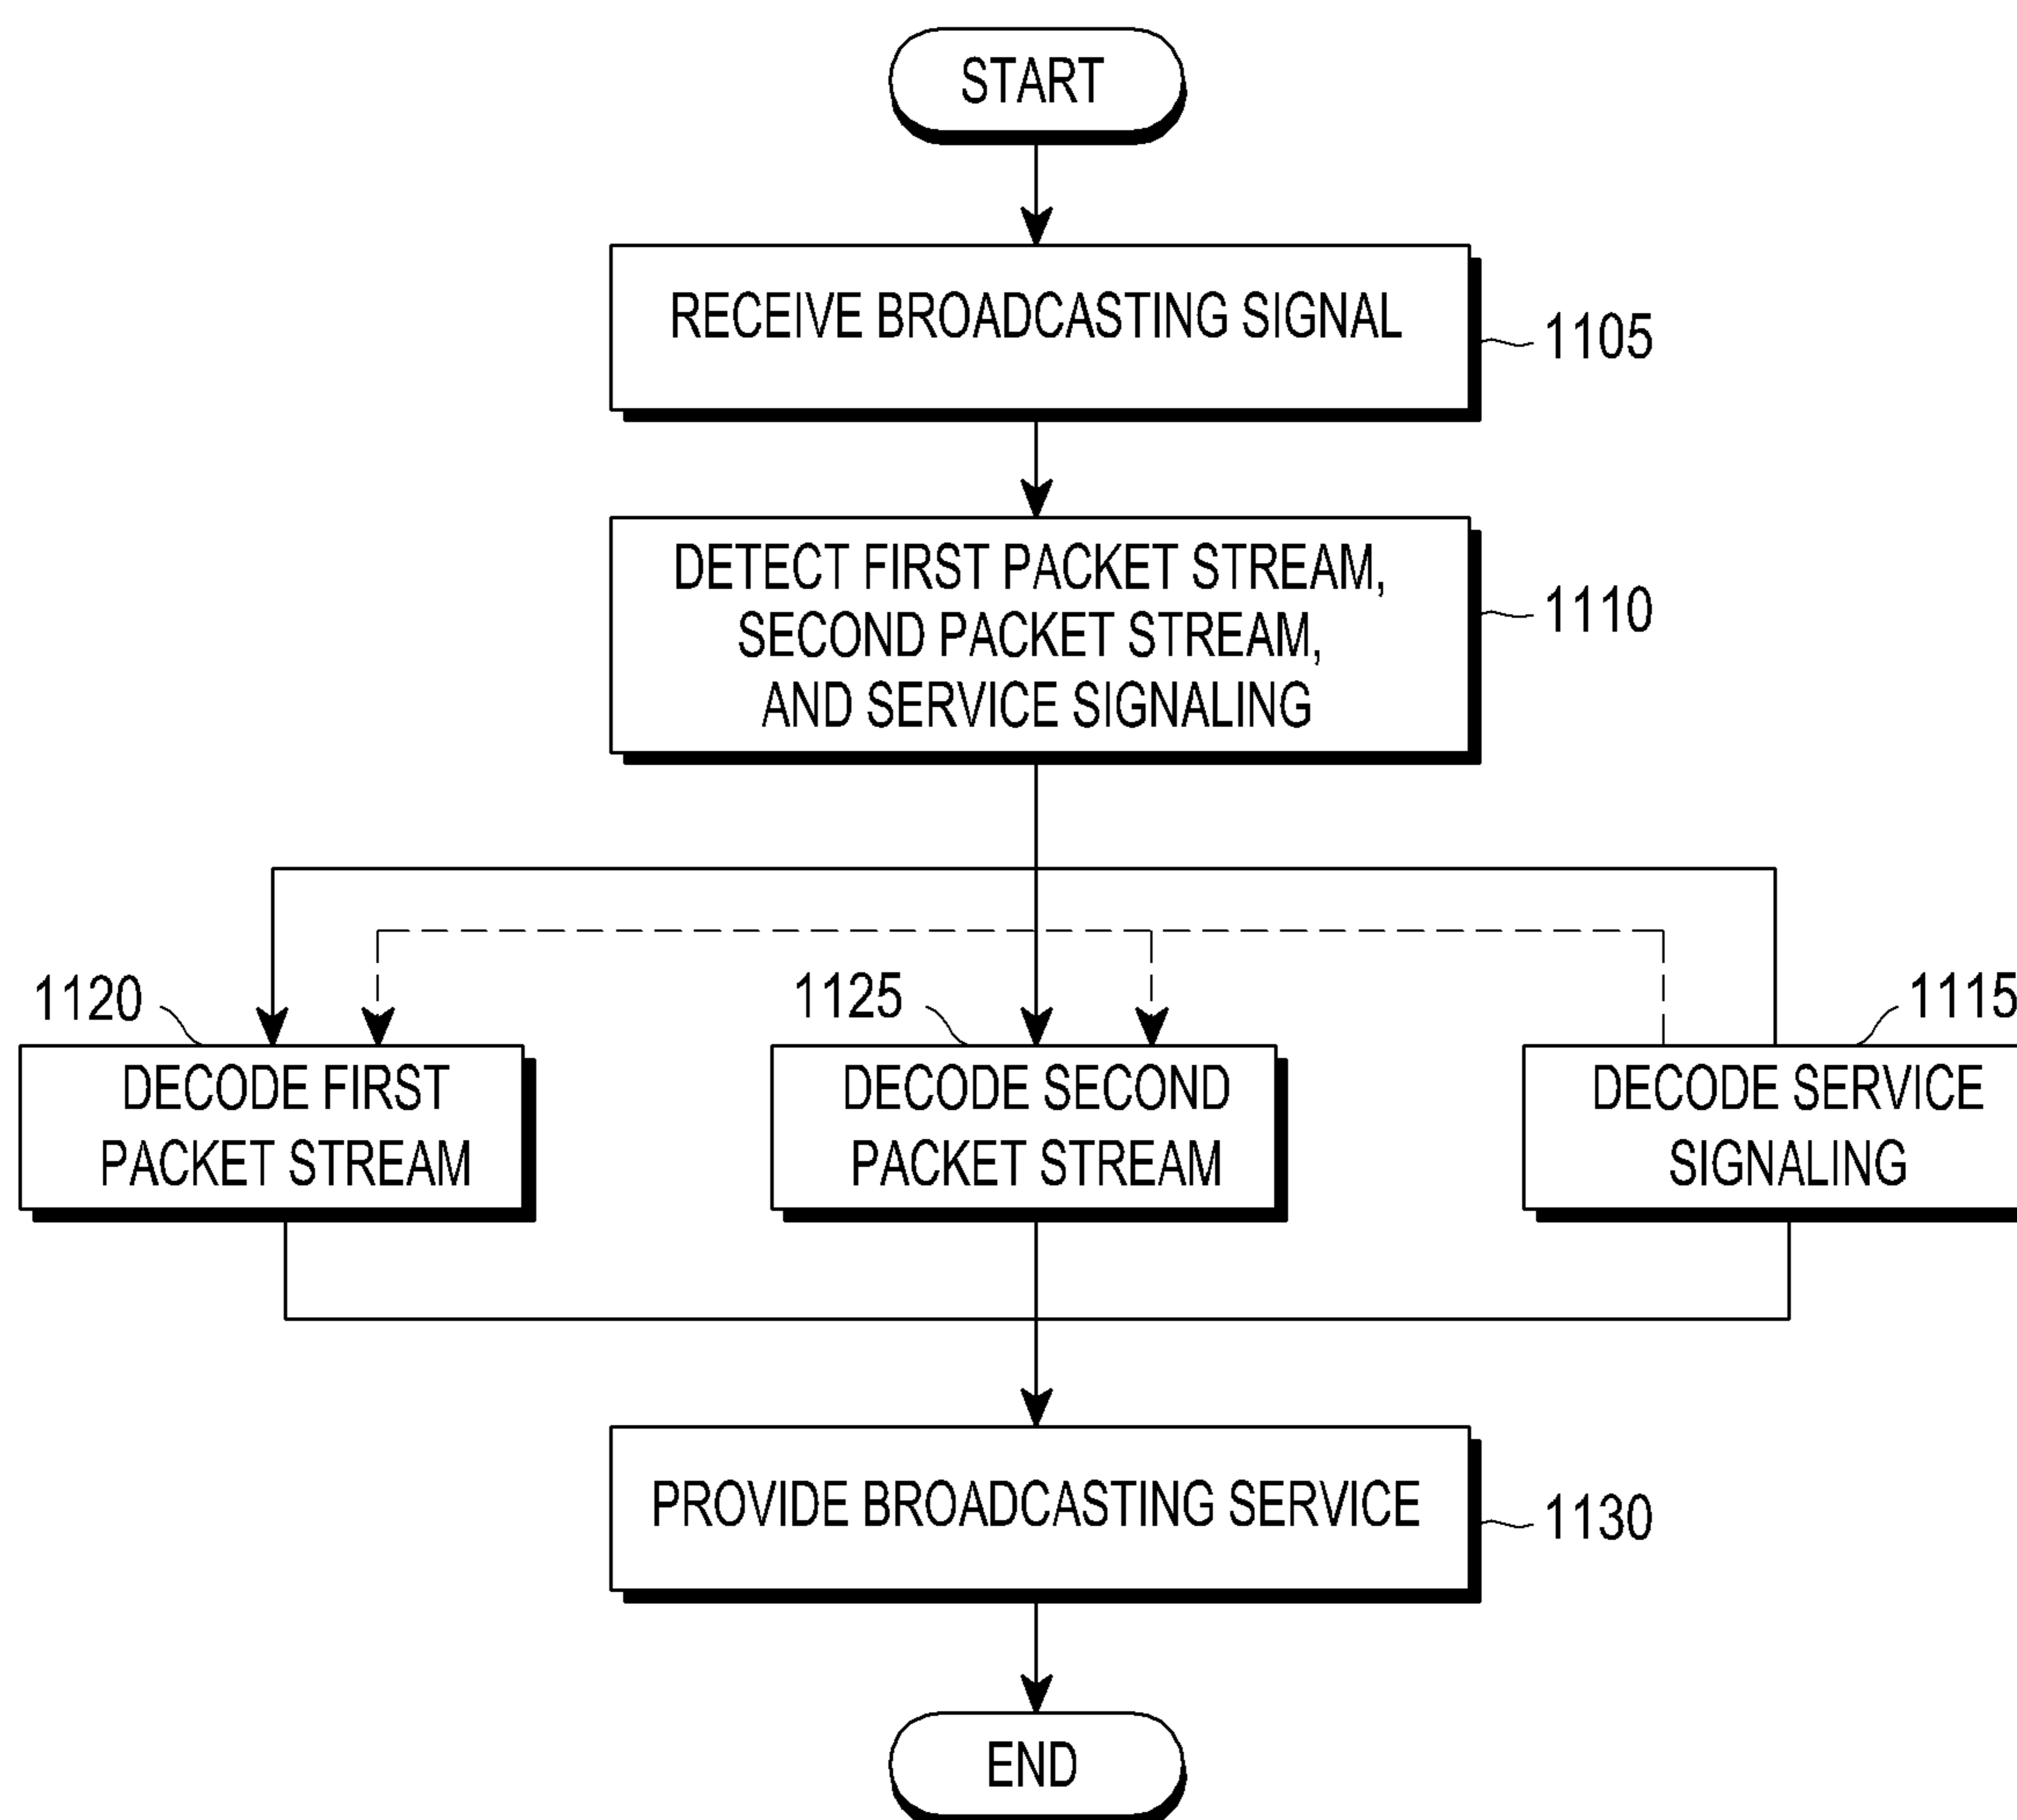 START
RECEIVE BROADCASTING SIGNAL
1105
DETECT FIRST PACKET STREAM,
SECOND PACKET STREAM,
AND SERVICE SIGNALING
1110
1120
1125
1115
DECODE FIRST
PACKET STREAM
DECODE SECOND
PACKET STREAM
DECODE SERVICE
SIGNALING
PROVIDE BROADCASTING SERVICE
1130
END